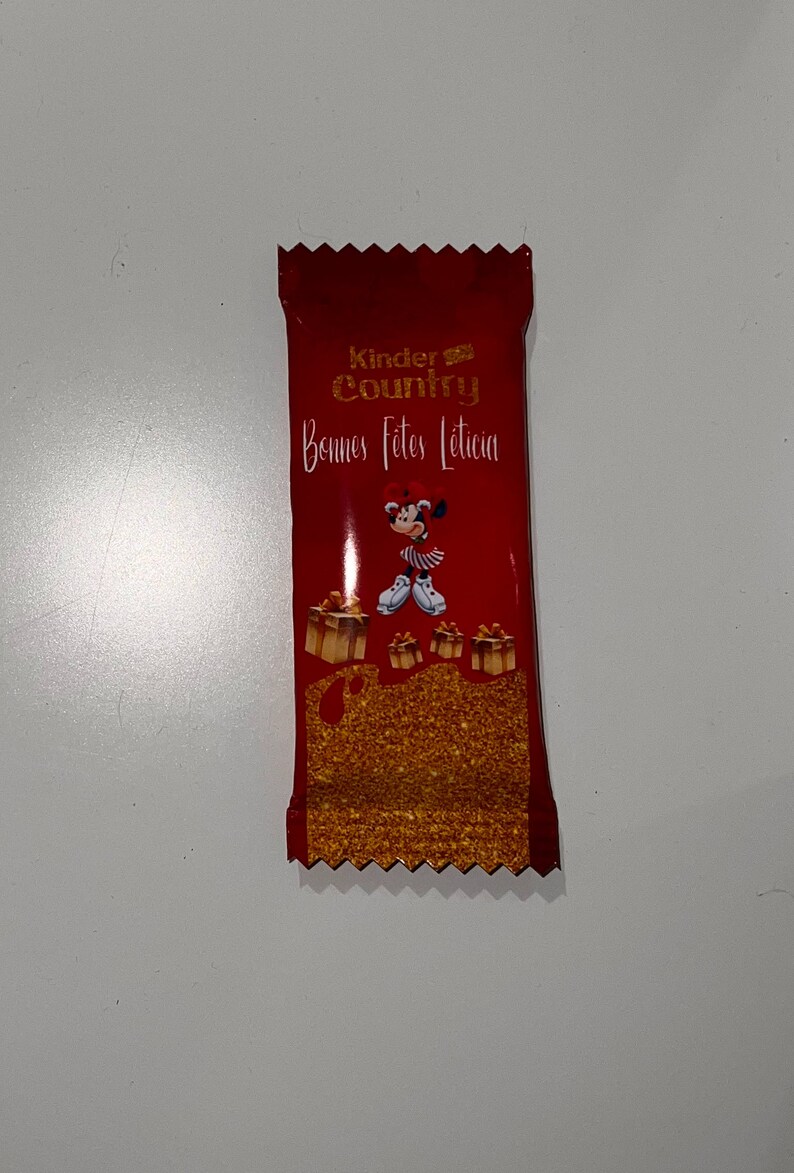 Kinder
Country
Bonnes Fêtes Léticia